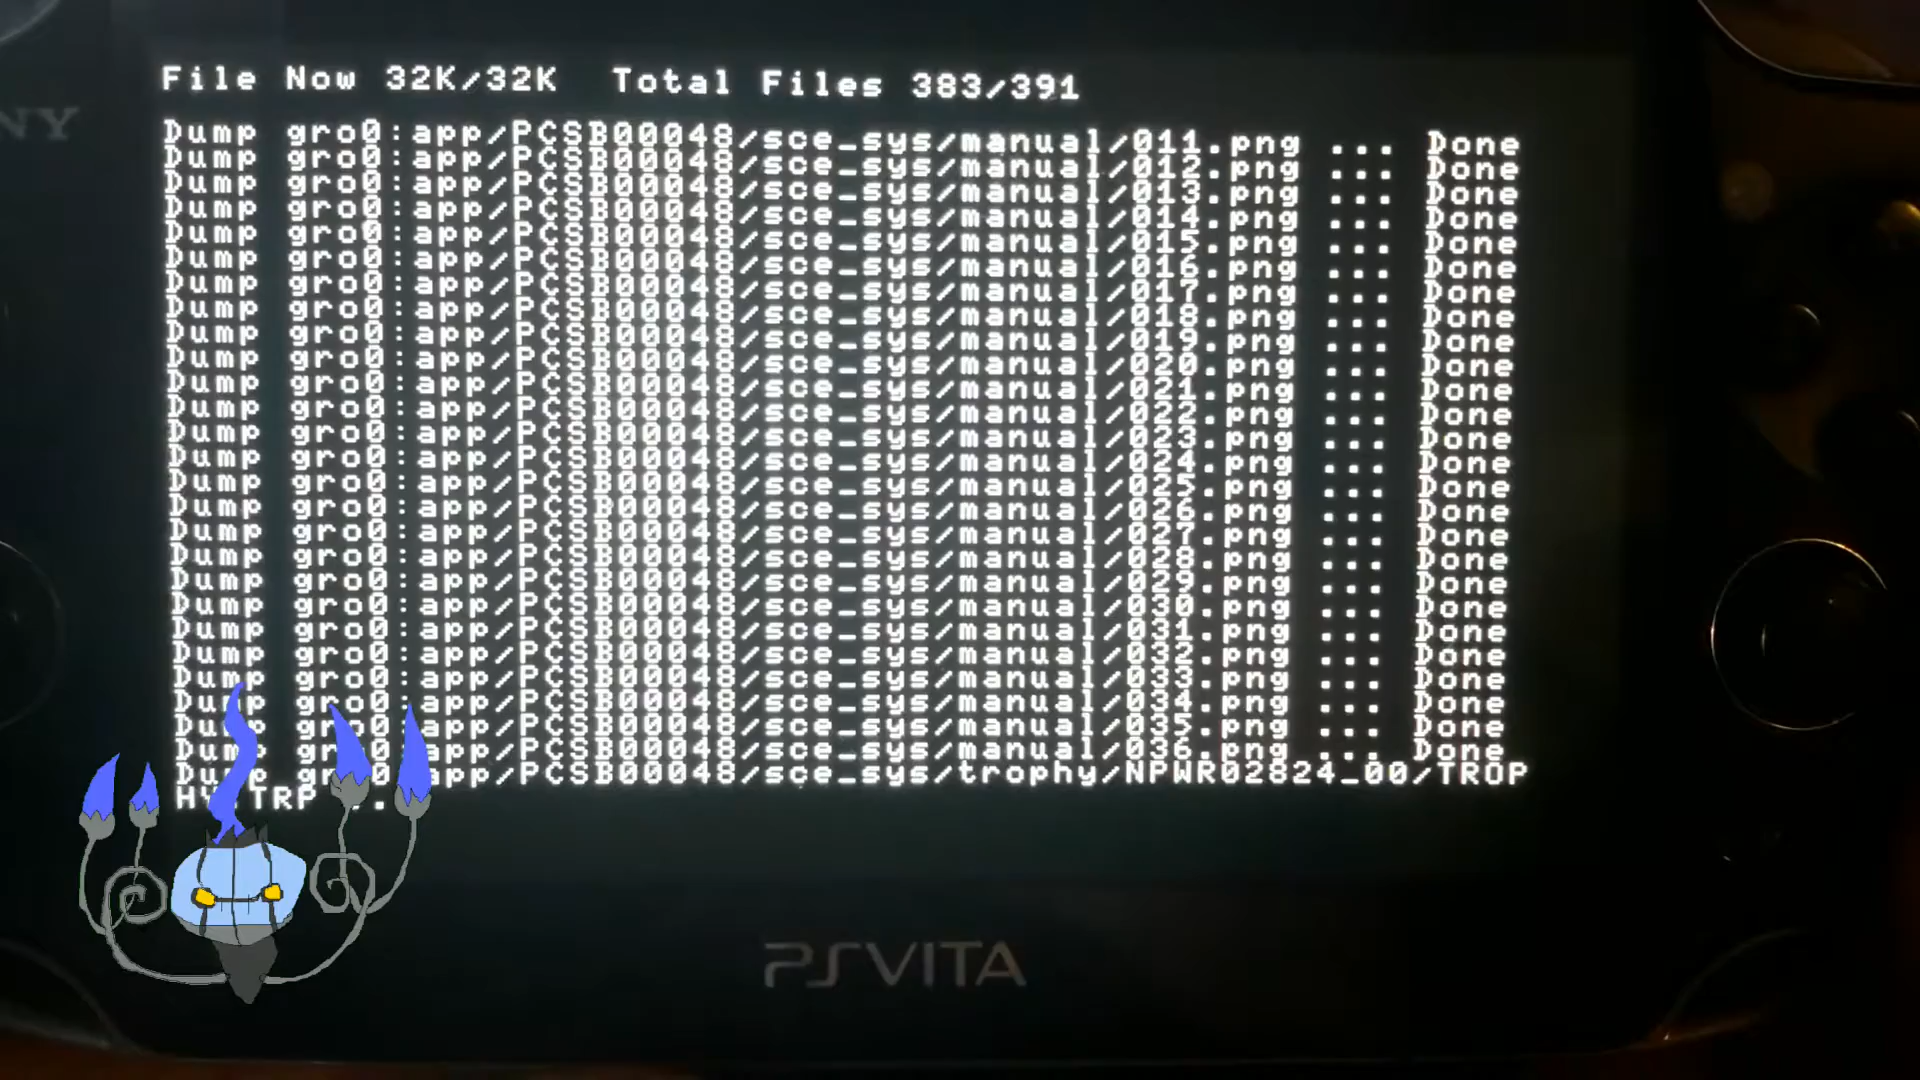 File Now 32K/32K Total Files 383/391
NY
Dump gro0:app/PCSB00048/sce_sys/manual/011.png ... Done
Dump gro0:app/PCSB00048/sce_sys/manual/012.png ... Done
Dump gro0:app/PCSB00048/sce_sys/manual/013.png ... Done
Dump gro0:app/PCSB00048/sce_sys/manual/014.png ... Done
Dump gro0:app/PCSB00048/sce_sys/manual/015.png ... Done
Dump gro0:app/PCSB00048/sce_sys/manual/016.png ... Done
Dump gro0:app/PCSB00048/sce_sys/manual/017.png ... Done
Dump gro0:app/PCSB00048/sce_sys/manual/018.png ... Done
Dump gro0:app/PCSB00048/sce_sys/manual/019.png ... Done
Dump gro0:app/PCSB00048/sce_sys/manual/020.png ... Done
Dump gro0:app/PCSB00048/sce_sys/manual/021.png ... Done
Dump gro0:app/PCSB00048/sce_sys/manual/022.png ... Done
Dump gro0:app/PCSB00048/sce_sys/manual/023.png ... Done
Dump gro0:app/PCSB00048/sce_sys/manual/024.png ... Done
Dump gro0:app/PCSB00048/sce_sys/manual/025.png ... Done
Dump gro0:app/PCSB00048/sce_sys/manual/026.png ... Done
Dump gro0:app/PCSB00048/sce_sys/manual/027.png ... Done
Dump gro0:app/PCSB00048/sce_sys/manual/028.png ... Done
Dump gro0:app/PCSB00048/sce_sys/manual/029.png ... Done
Dump gro0:app/PCSB00048/sce_sys/manual/030.png ... Done
Dump gro0:app/PCSB00048/sce_sys/manual/031.png ... Done
Dump gro0:app/PCSB00048/sce_sys/manual/032.png ... Done
Dump gro0:app/PCSB00048/sce_sys/manual/033.png ... Done
Dump gro0:app/PCSB00048/sce_sys/manual/034.png ... Done
Dump gro0:app/PCSB00048/sce_sys/manual/035.png ... Done
Dump gro0:app/PCSB00048/sce_sys/manual/036.png ... Done
Dump gro0:app/PCSB00048/sce_sys/trophy/NPWR02824_00/TROP
HY.TRP ...
PSVITA